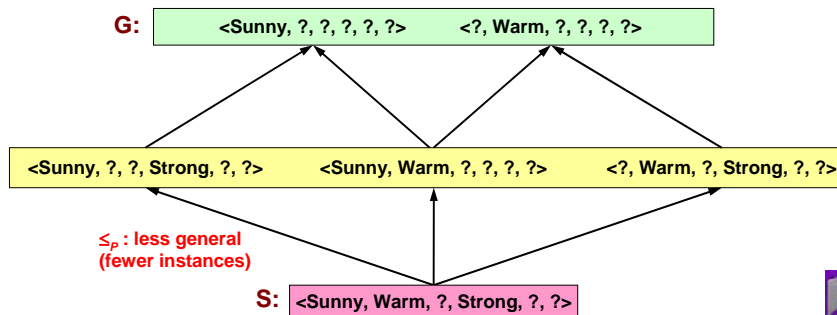 G: <Sunny, ?, ?, ?, ?, ?> <?, Warm, ?, ?, ?, ?>
<Sunny, ?, ?, Strong, ?, ?> <Sunny, Warm, ?, ?, ?, ?> <?, Warm, ?, Strong, ?, ?>
≤P : less general
(fewer instances)
S: <Sunny, Warm, ?, Strong, ?, ?>